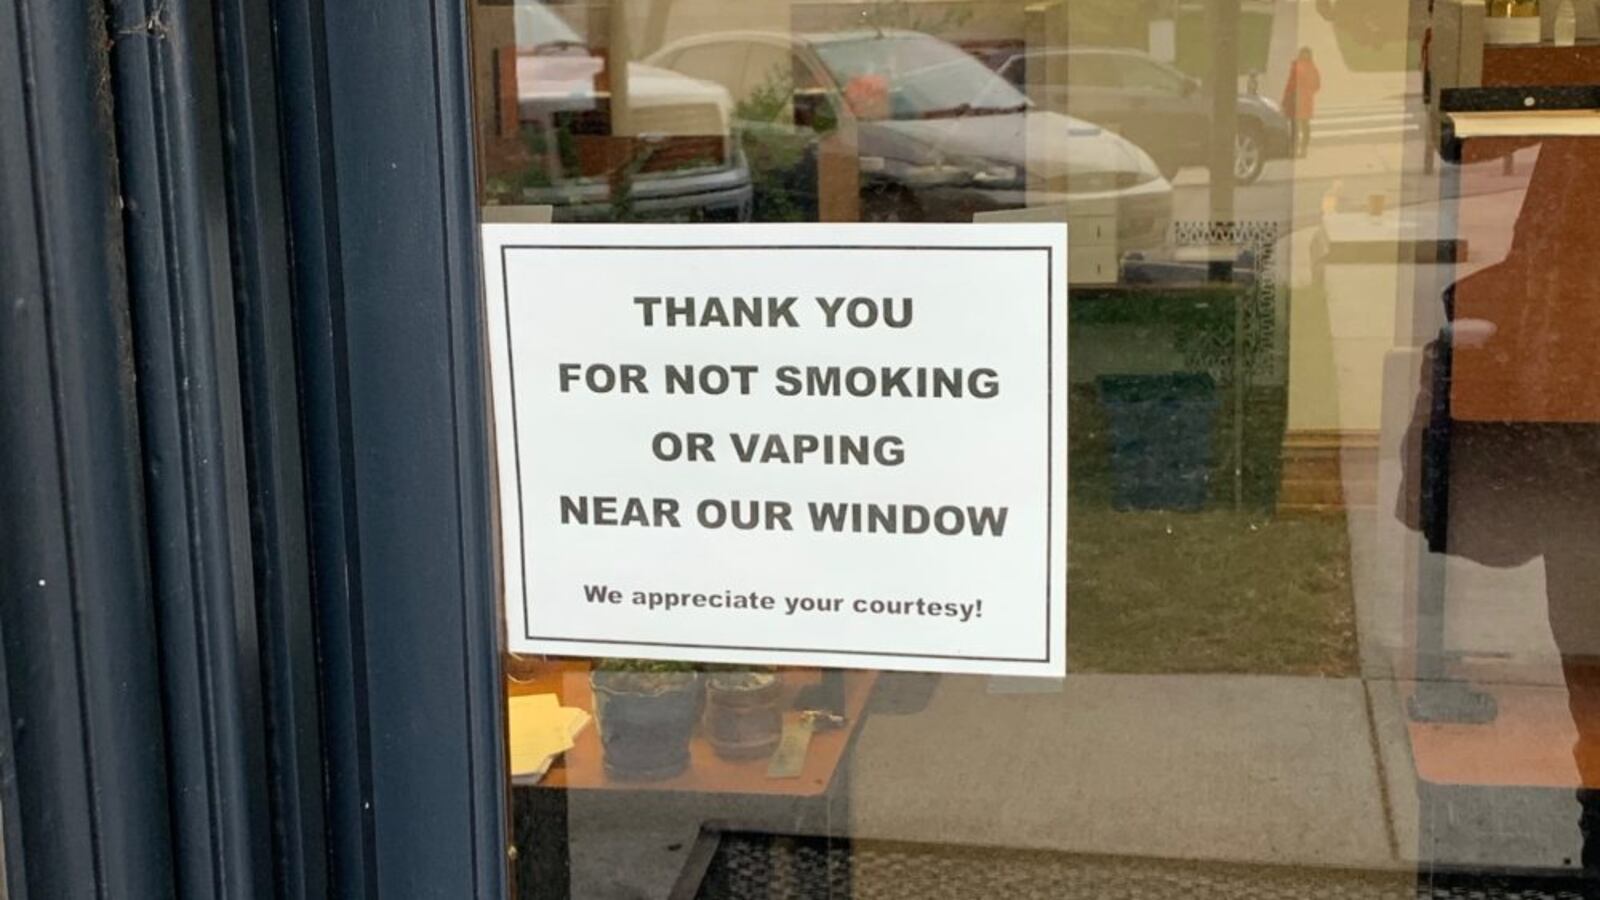 THANK YOU
FOR NOT SMOKING
OR VAPING
NEAR OUR WINDOW
We appreciate your courtesy!